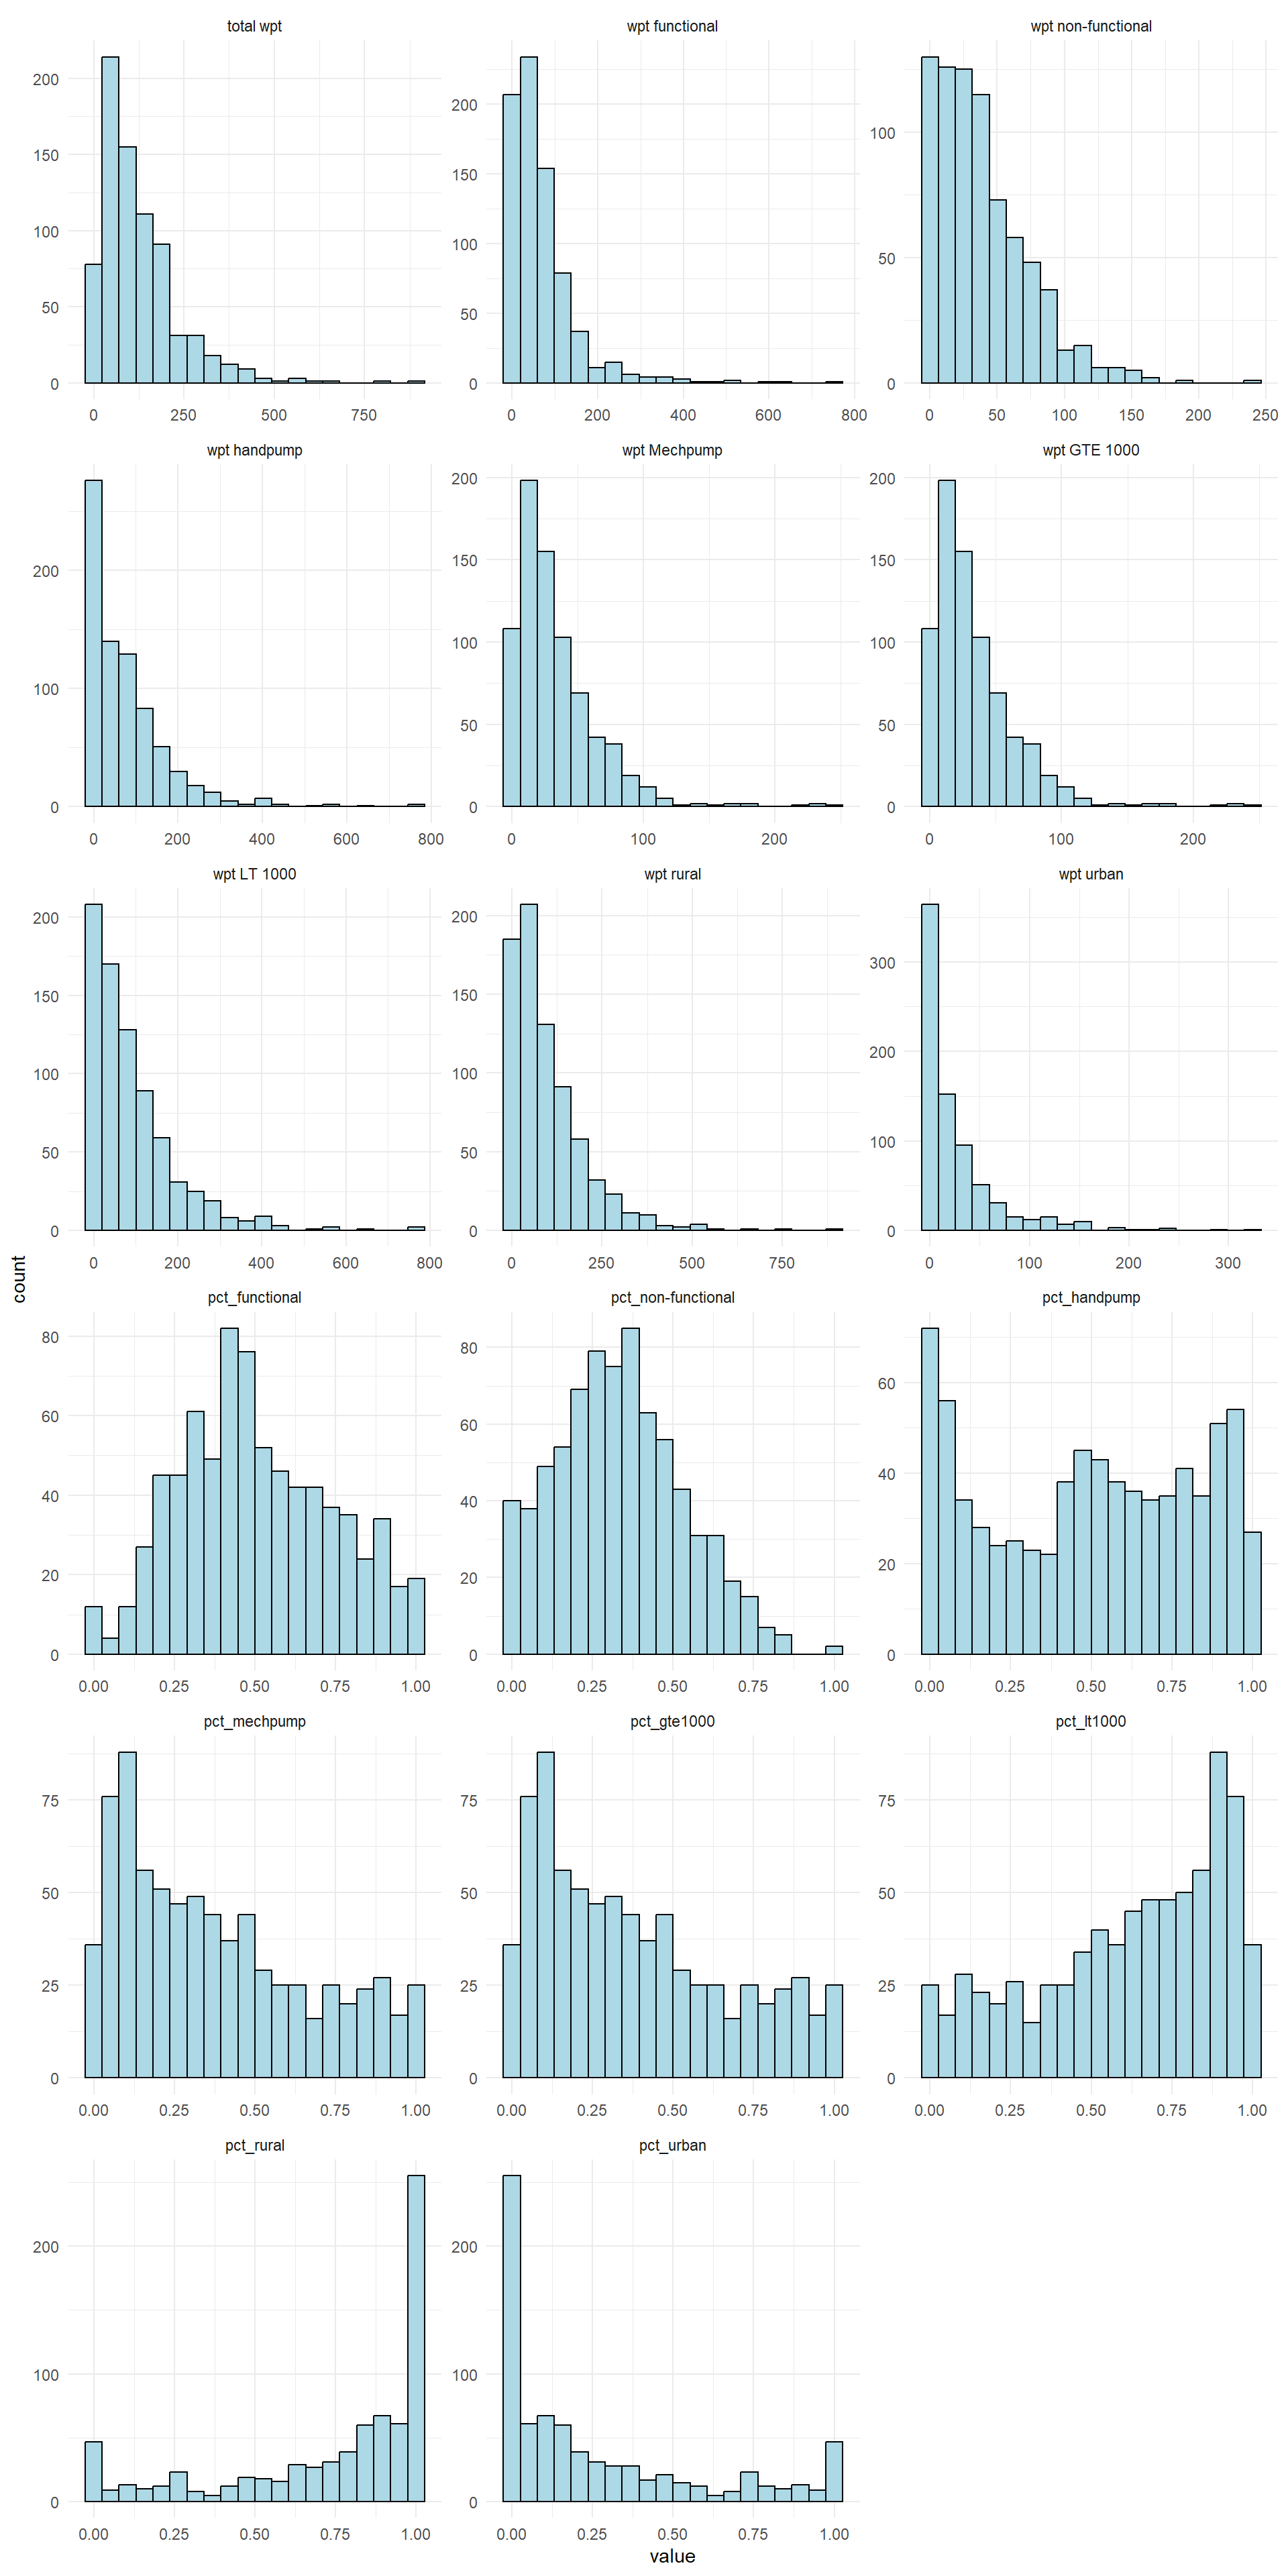 total wpt
wpt functional
wpt non-functional
200
150
100
50
0
0 250 500 750
200
150
100
50
0
0 200 400 600 800
100
50
0
0 50 100 150 200 250
wpt handpump
wpt Mechpump
wpt GTE 1000
200
100
0
0 200 400 600 800
200
150
100
50
0
0 100 200
200
150
100
50
0
0 100 200
wpt LT 1000
wpt rural
wpt urban
200
150
100
50
0
0 200 400 600 800
200
150
100
50
0
0 250 500 750
300
200
100
0
0 100 200 300
count
pct_functional
pct_non-functional
pct_handpump
80
60
40
20
0
0.00 0.25 0.50 0.75 1.00
80
60
40
20
0
0.00 0.25 0.50 0.75 1.00
60
40
20
0
0.00 0.25 0.50 0.75 1.00
pct_mechpump
pct_gte1000
pct_lt1000
75
50
25
0
0.00 0.25 0.50 0.75 1.00
75
50
25
0
0.00 0.25 0.50 0.75 1.00
75
50
25
0
0.00 0.25 0.50 0.75 1.00
pct_rural
pct_urban
200
100
0
0.00 0.25 0.50 0.75 1.00
200
100
0
0.00 0.25 0.50 0.75 1.00
value